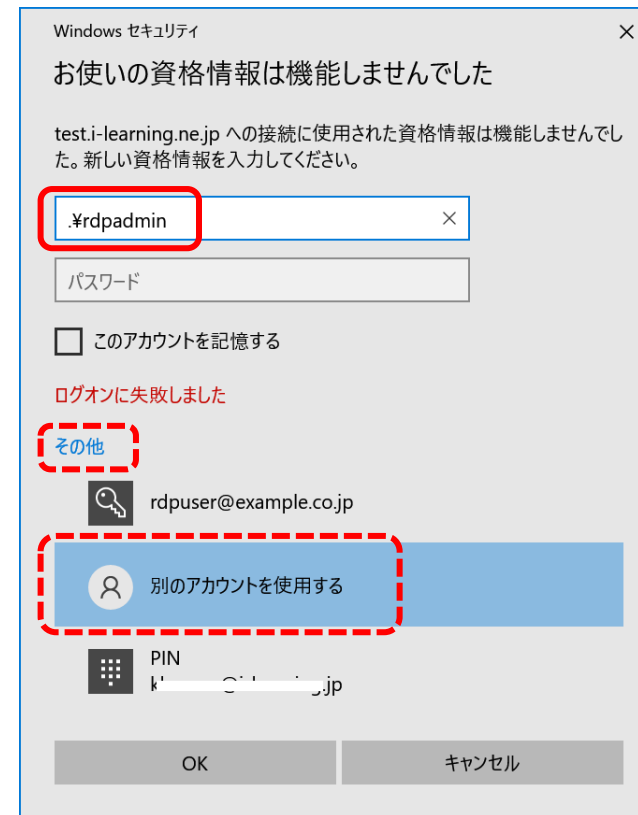 Windows セキュリティ
お使いの資格情報は機能しませんでした
test.i-learning.ne.jp への接続に使用された資格情報は機能しませんでし
た。新しい資格情報を入力してください。
.¥rdpadmin
パスワード
このアカウントを記憶する
ログオンに失敗しました
その他
rdpuser@example.co.jp
別のアカウントを使用する
PIN
OK
キャンセル